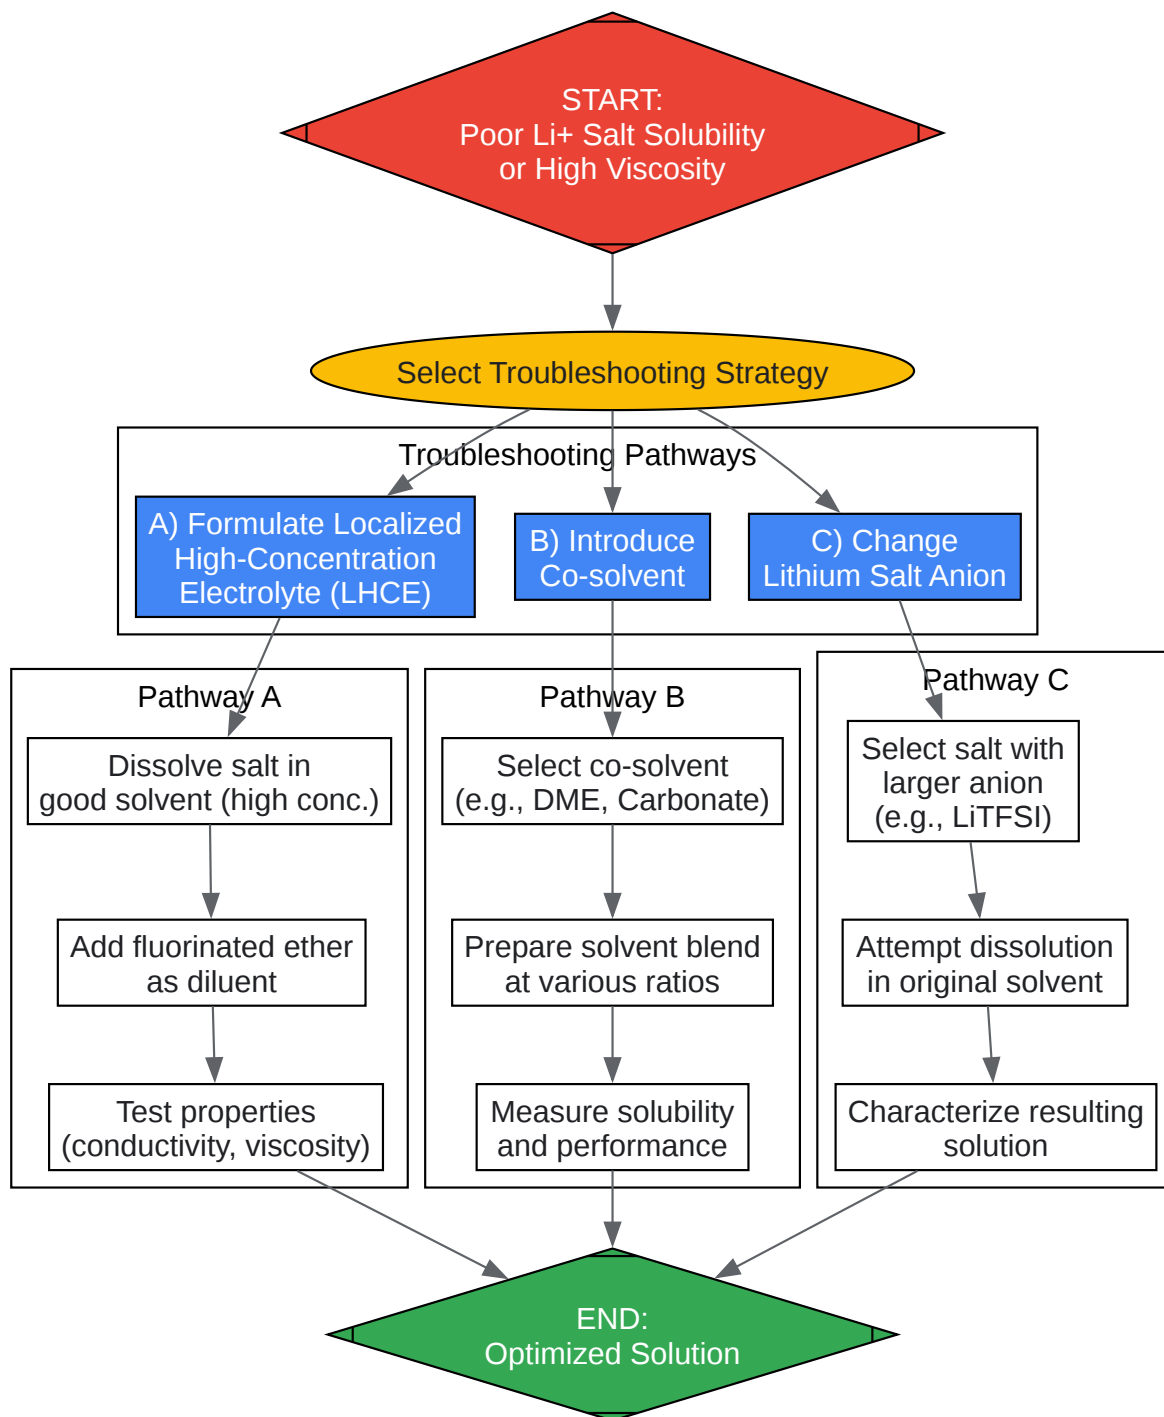 START:
Poor Li+ Salt Solubility
or High Viscosity
Select Troubleshooting Strategy
Troubleshooting Pathways
A) Formulate Localized
High-Concentration
Electrolyte (LHCE)
B) Introduce
Co-solvent
C) Change
Lithium Salt Anion
Pathway A
Dissolve salt in
good solvent (high conc.)
Add fluorinated ether
as diluent
Test properties
(conductivity, viscosity)
Pathway B
Select co-solvent
(e.g., DME, Carbonate)
Prepare solvent blend
at various ratios
Measure solubility
and performance
Pathway C
Select salt with
larger anion
(e.g., LiTFSI)
Attempt dissolution
in original solvent
Characterize resulting
solution
END:
Optimized Solution